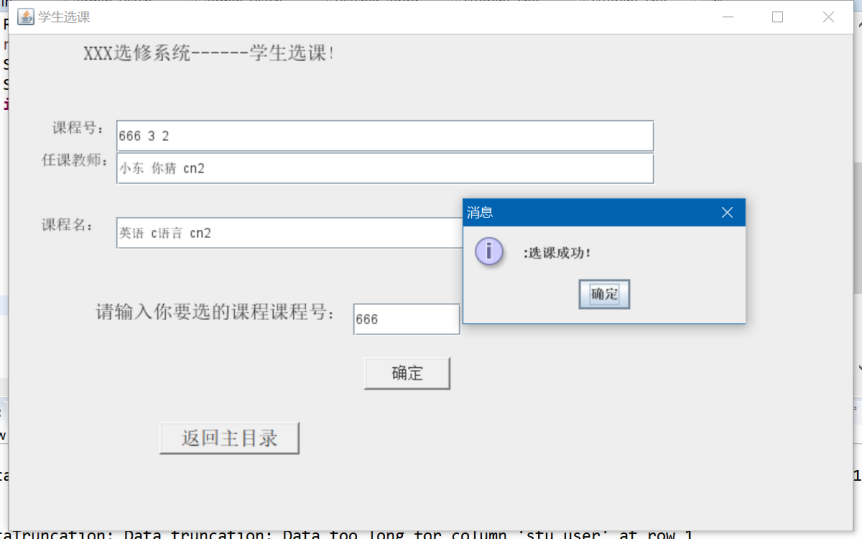 学生选课
XXX选修系统------学生选课!
课程号:
666 3 2
任课教师:
小东 你猜 cn2
课程名:
英语 c语言 cn2
消息
:选课成功!
确定
请输入你要选的课程课程号:
666
确定
返回主目录
taTruncation: Data truncation: Data too long for column 'stu_user' at row 1